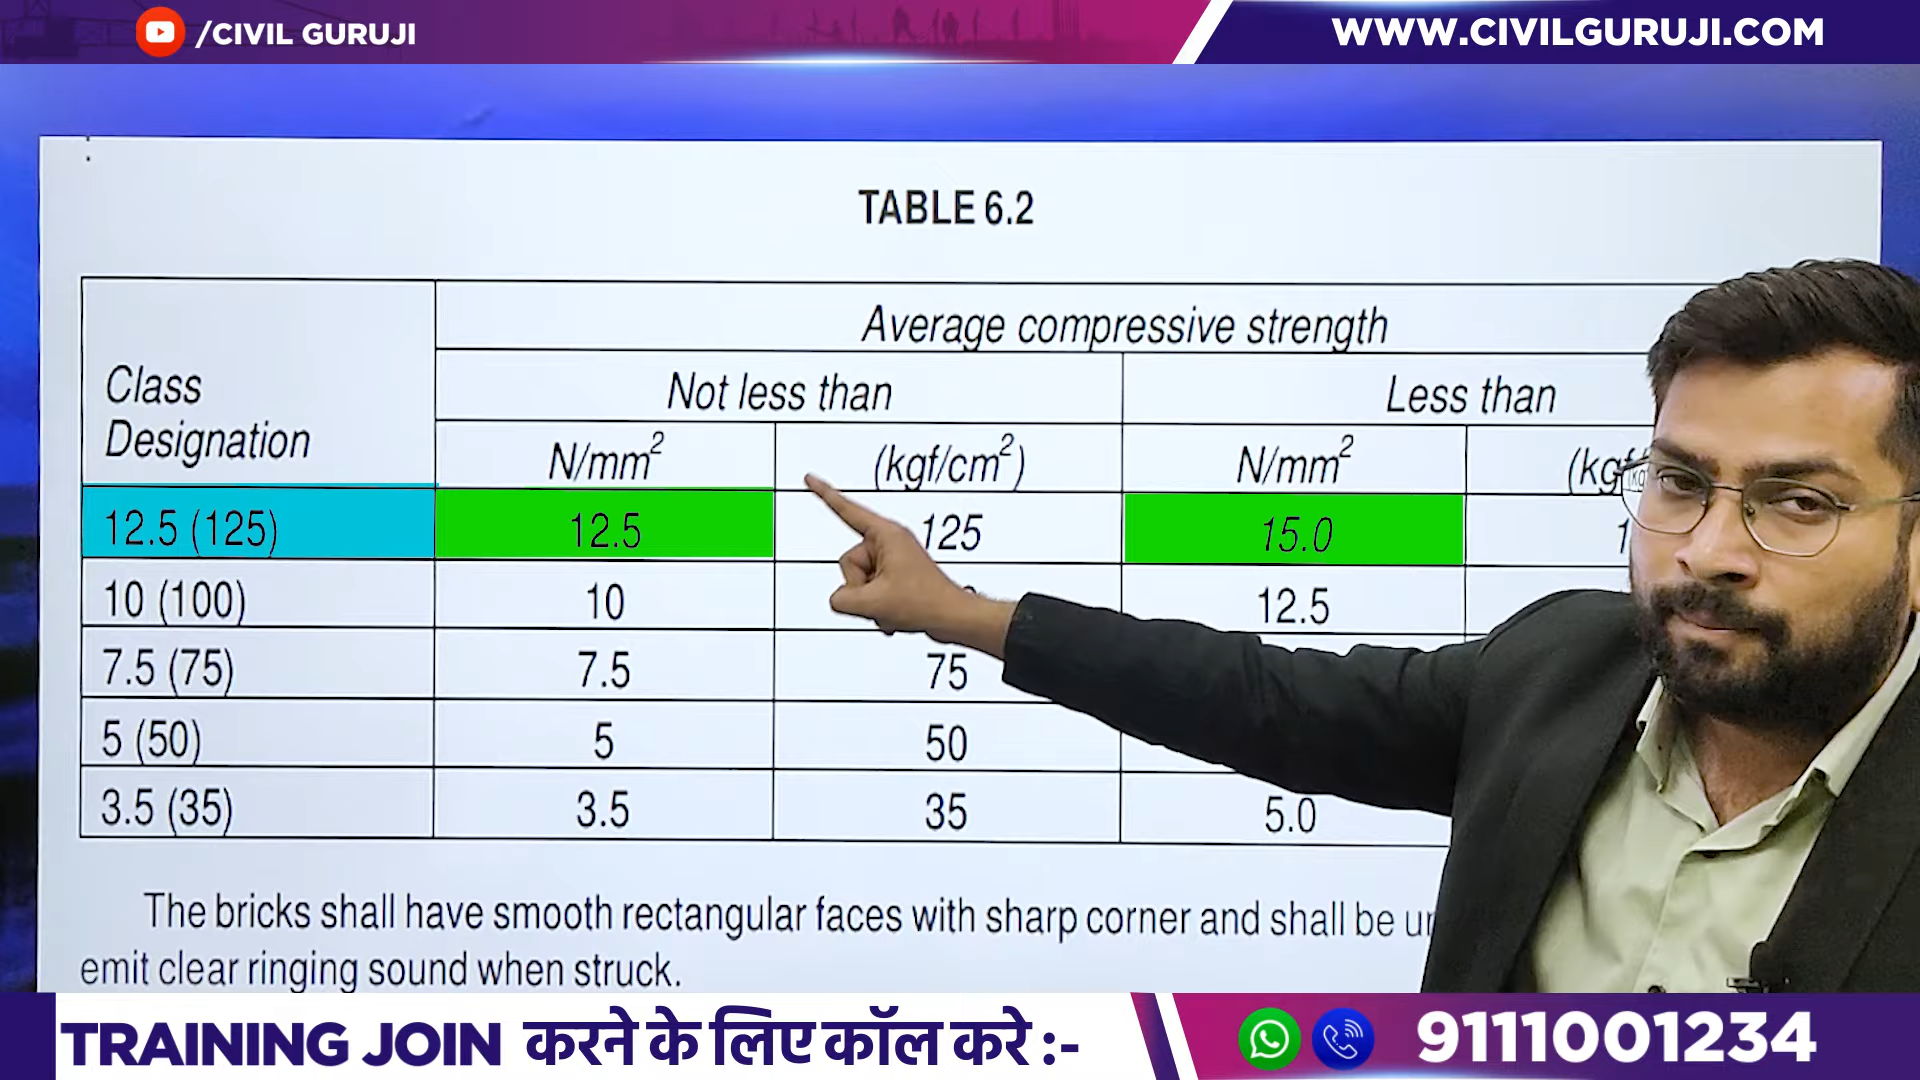 /CIVIL GURUJI
WWW.CIVILGURUJI.COM
TABLE 6.2
Class Designation
Average compressive strength
Not less than
Less than
N/mm²
(kgf/cm²)
N/mm²
12.5 (125)
12.5
125
15.0
10 (100)
10
12.5
7.5 (75)
7.5
75
5 (50)
5
50
3.5 (35)
3.5
35
5.0
The bricks shall have smooth rectangular faces with sharp corner and shall be
emit clear ringing sound when struck.
TRAINING JOIN करने के लिए कॉल करे :-
9111001234